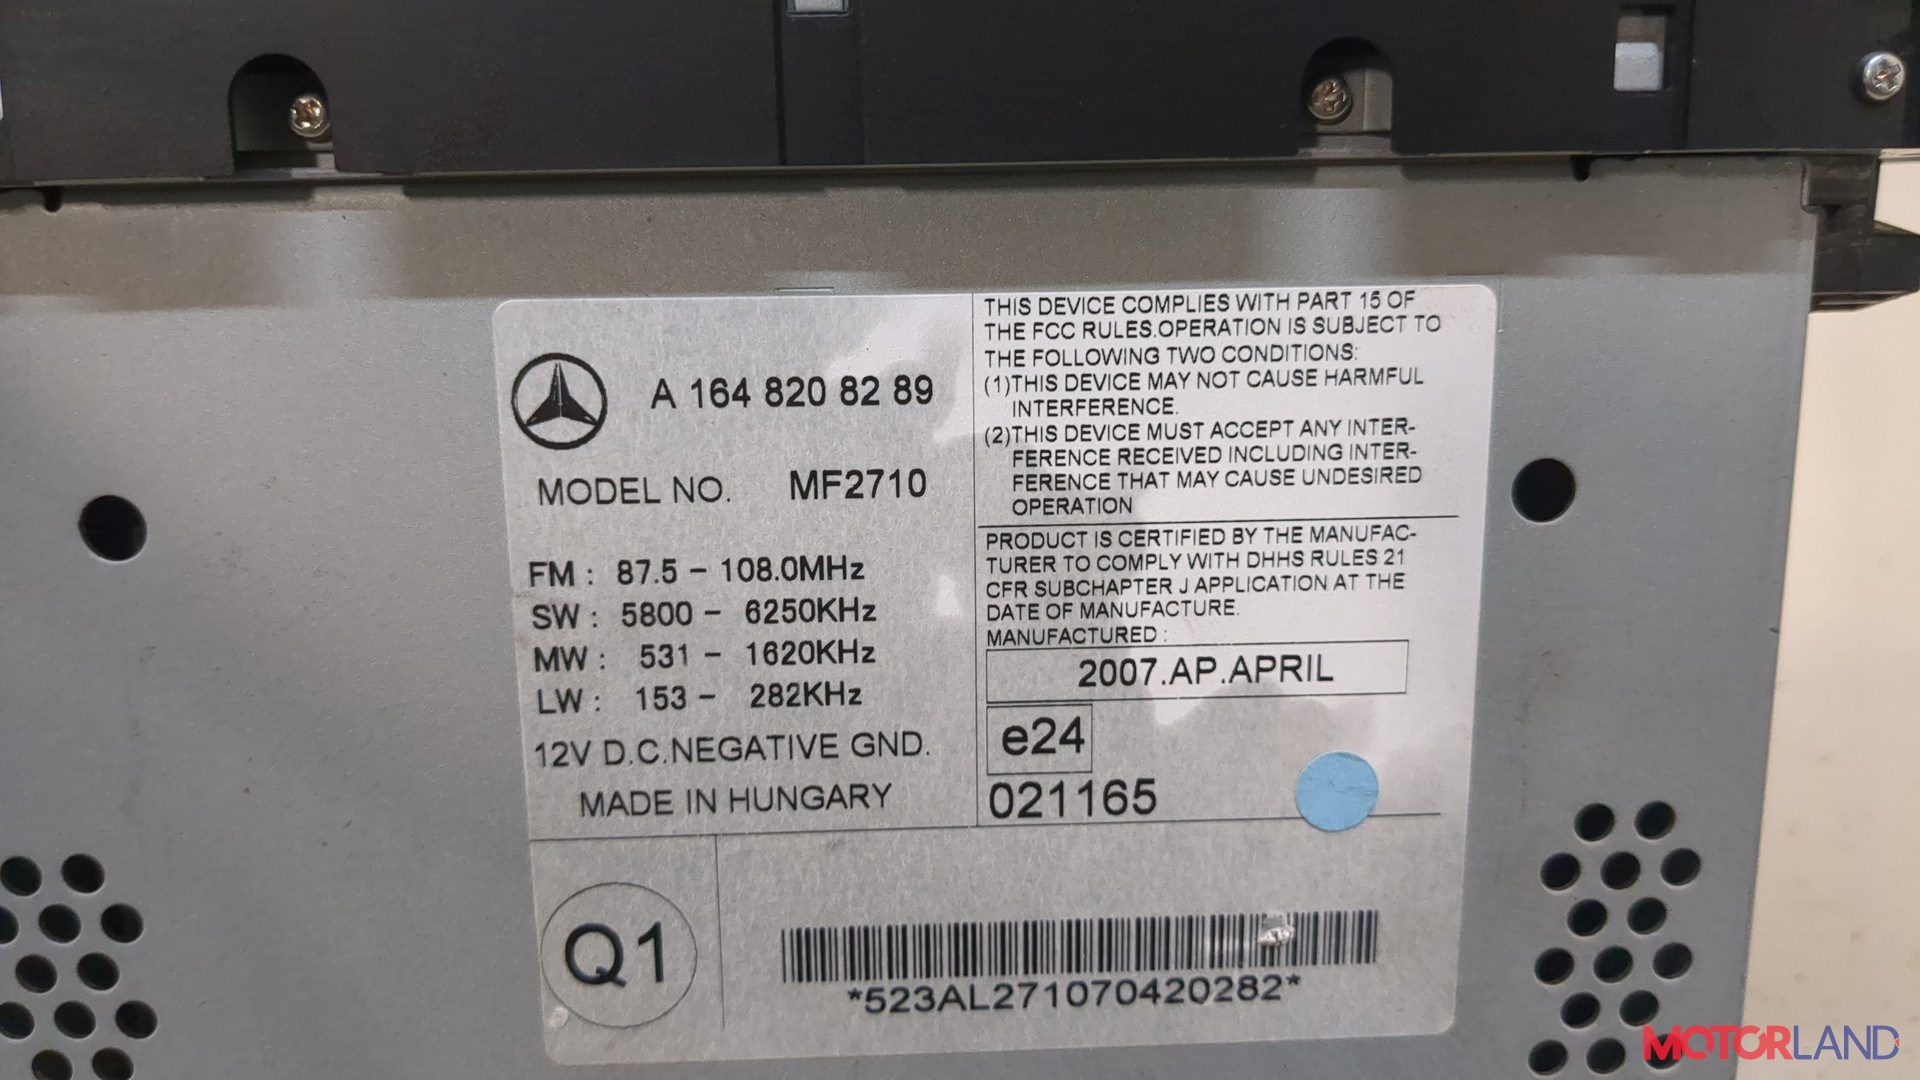 A 164 820 82 89
MODEL NO. MF2710
FM : 87.5 - 108.0MHz
SW : 5800 - 6250KHz
MW : 531 - 1620KHz
LW : 153 - 282KHz
12V D.C.NEGATIVE GND.
MADE IN HUNGARY
THIS DEVICE COMPLIES WITH PART 15 OF
THE FCC RULES.OPERATION IS SUBJECT TO
THE FOLLOWING TWO CONDITIONS:
(1)THIS DEVICE MAY NOT CAUSE HARMFUL
INTERFERENCE.
(2)THIS DEVICE MUST ACCEPT ANY INTER-
FERENCE RECEIVED INCLUDING INTER-
FERENCE THAT MAY CAUSE UNDESIRED
OPERATION
PRODUCT IS CERTIFIED BY THE MANUFAC-
TURER TO COMPLY WITH DHHS RULES 21
CFR SUBCHAPTER J APPLICATION AT THE
DATE OF MANUFACTURE.
MANUFACTURED :
2007.AP.APRIL
e24
021165
Q1
*523AL271070420282*
MOTORLAND